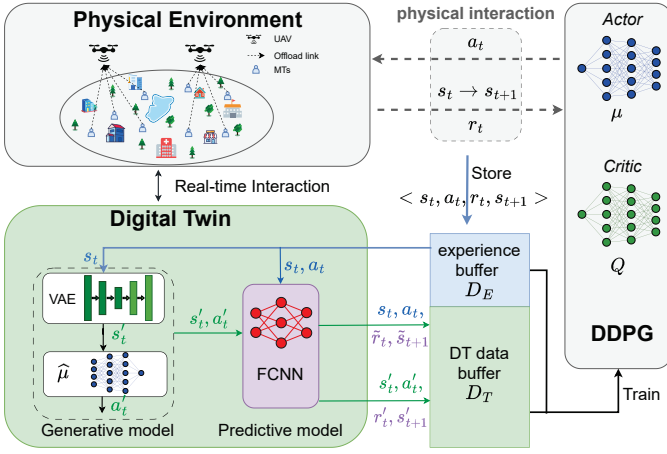 Physical Environment
UAV
Offload link
MTs
physical interaction
a_t
s_t → s_{t+1}
r_t
Actor
μ
Critic
Q
DDPG
Real-time Interaction
Store
< s_t, a_t, r_t, s_{t+1} >
Digital Twin
s_t
VAE
s'_t
μ̂
a'_t
Generative model
s_t, a_t
s'_t, a'_t
FCNN
Predictive model
s_t, a_t,
r̃_t, s̃_{t+1}
s'_t, a'_t,
r'_t, s'_{t+1}
experience
buffer
D_E
DT data
buffer
D_T
Train